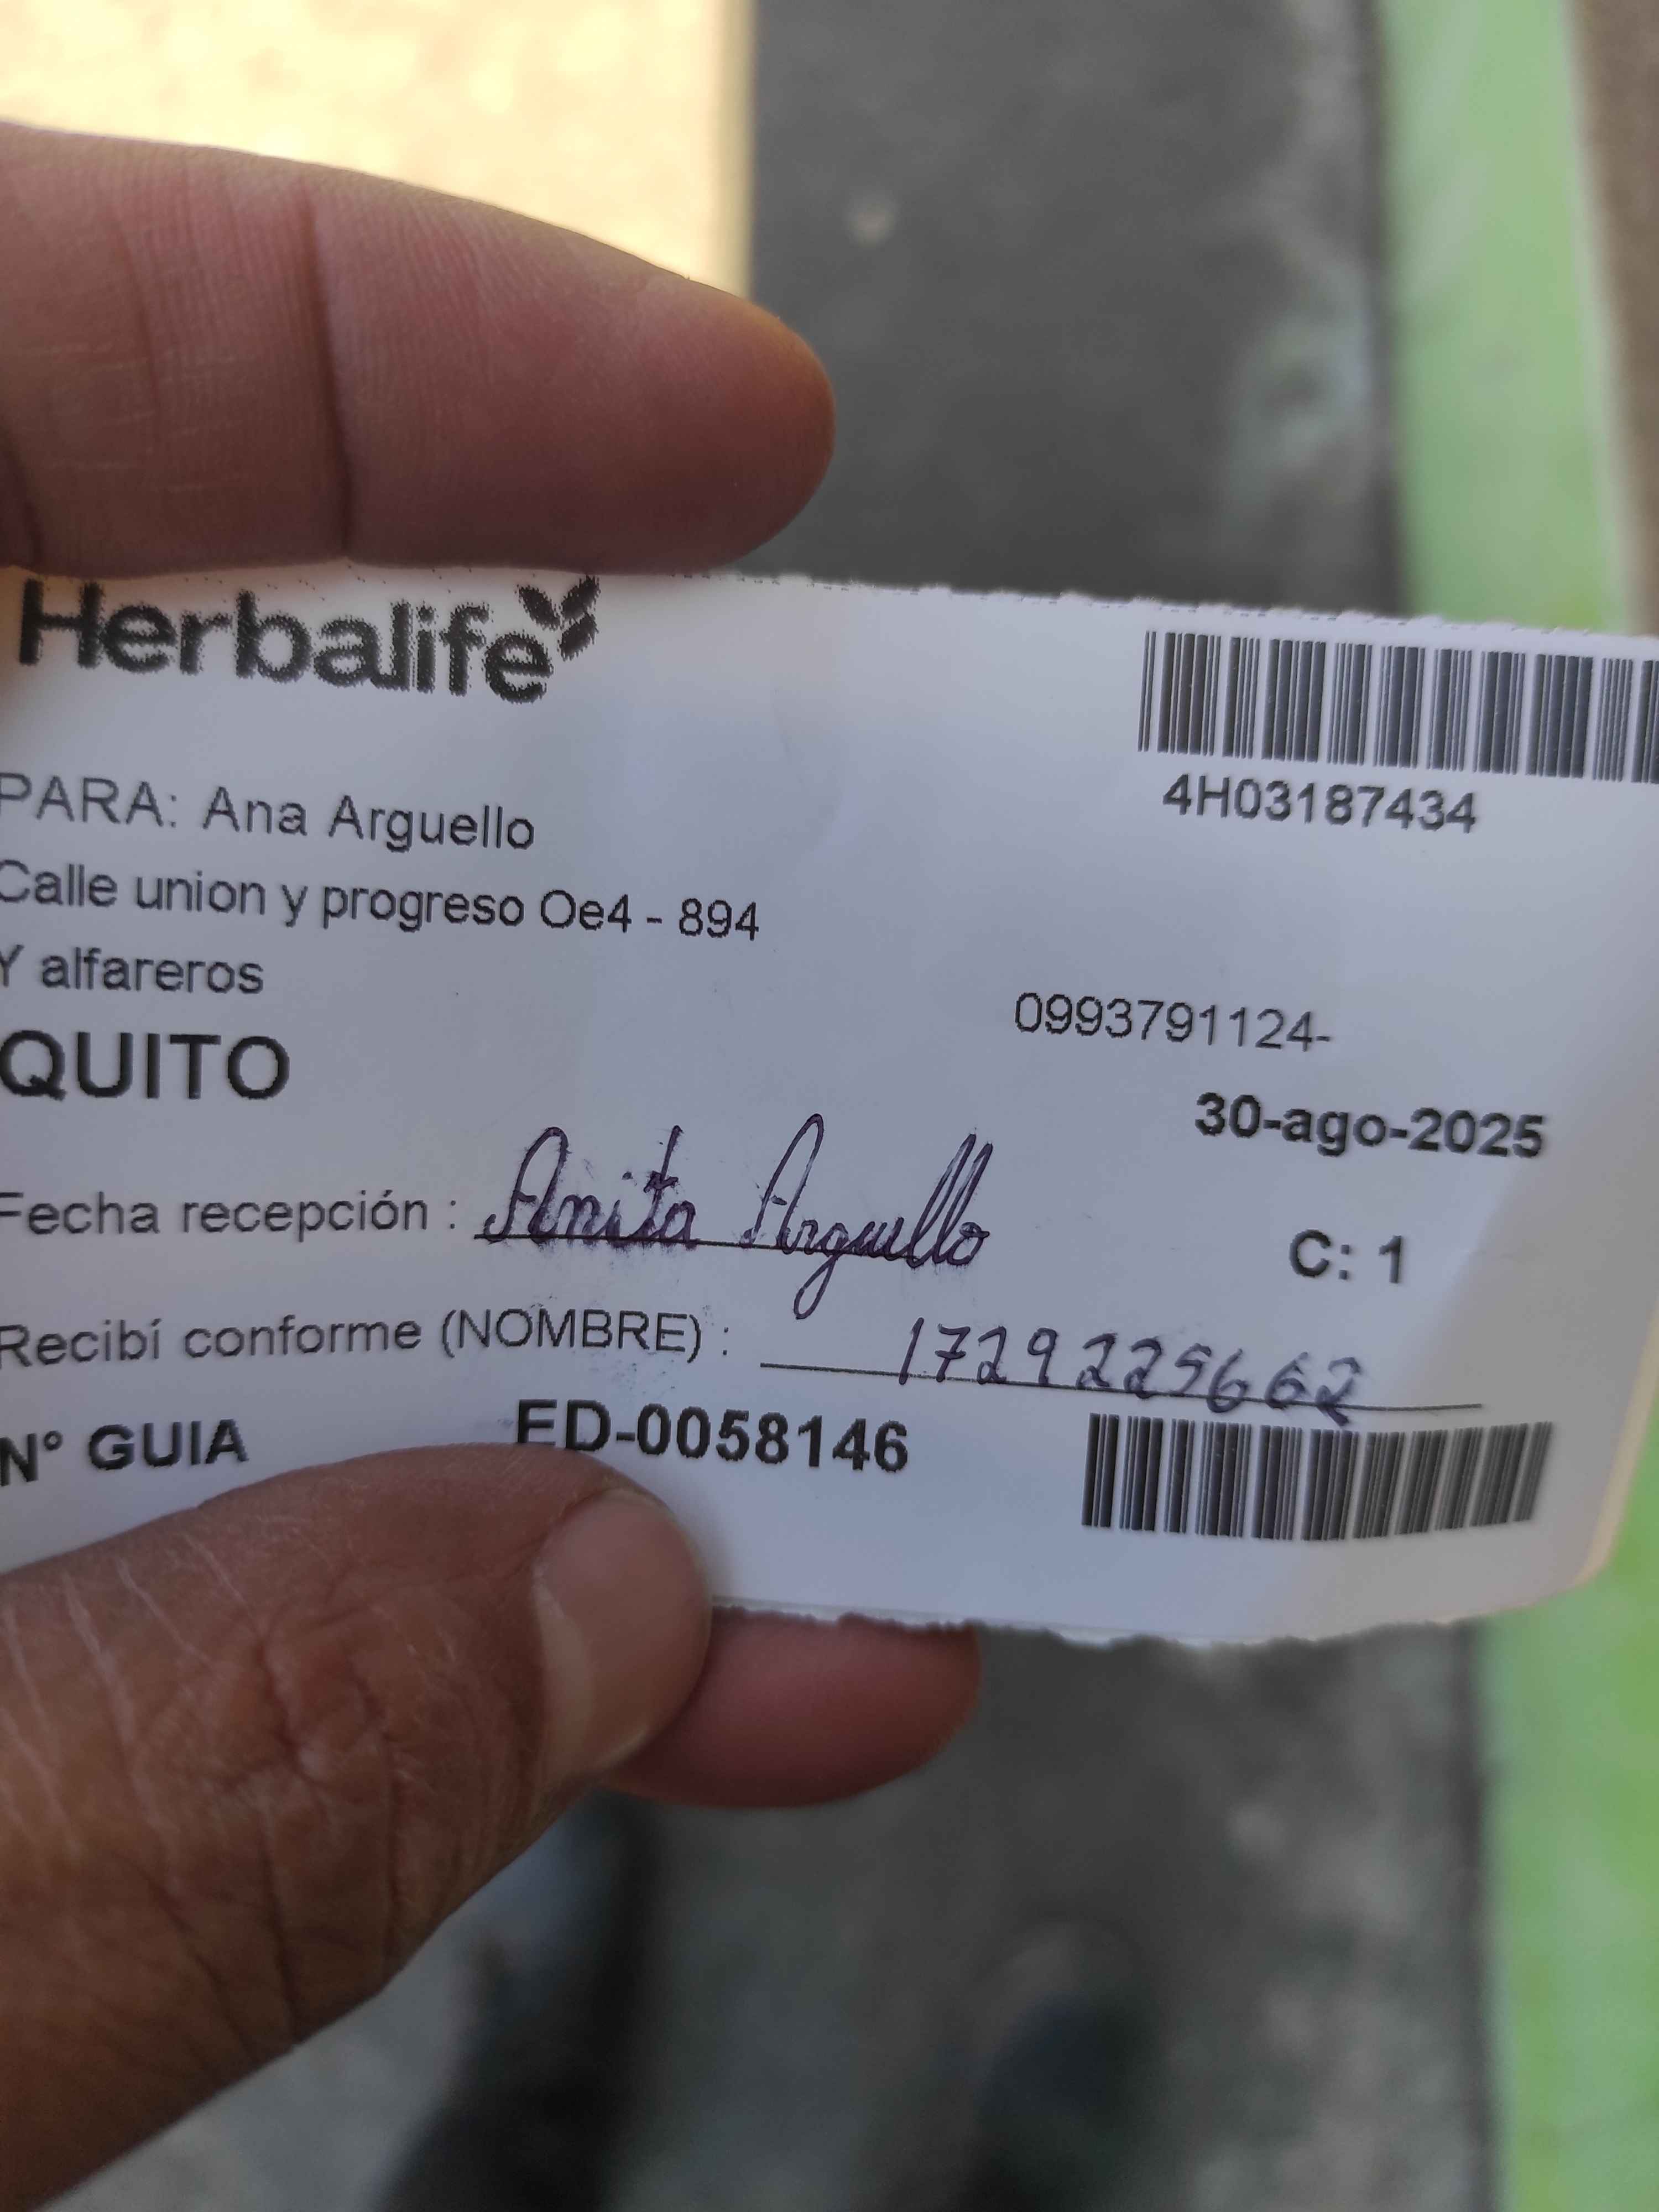 Herbalife
4H03187434
PARA: Ana Arguello
Calle union y progreso Oe4 - 894
Y alfareros
0993791124-
QUITO
30-ago-2025
Fecha recepción : Anita Arguello
C: 1
Recibí conforme (NOMBRE) : 1729225662
N° GUIA ED-0058146